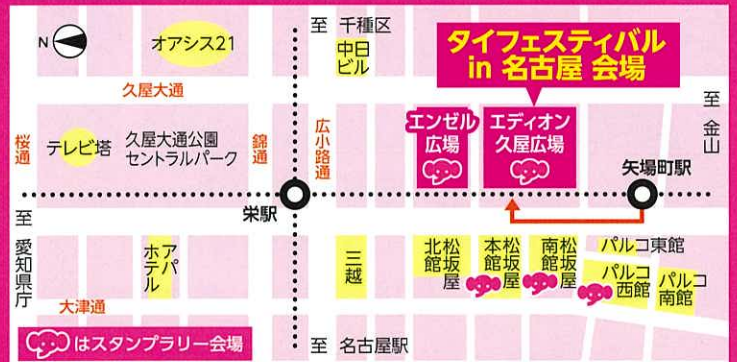 N
オアシス21
至 千種区
中日
ビル
タイフェスティバル
in 名古屋 会場
久屋大通
至 金山
桜通
テレビ塔
久屋大通公園
セントラルパーク
錦通
広小路通
エンゼル
広場
エディオン
久屋広場
矢場町駅
栄駅
至 愛知県庁
アパ
ホテル
三越
松坂屋
北館
松坂屋
本館
松坂屋
南館
パルコ東館
パルコ
西館
パルコ
南館
大津通
はスタンプラリー会場
至 名古屋駅